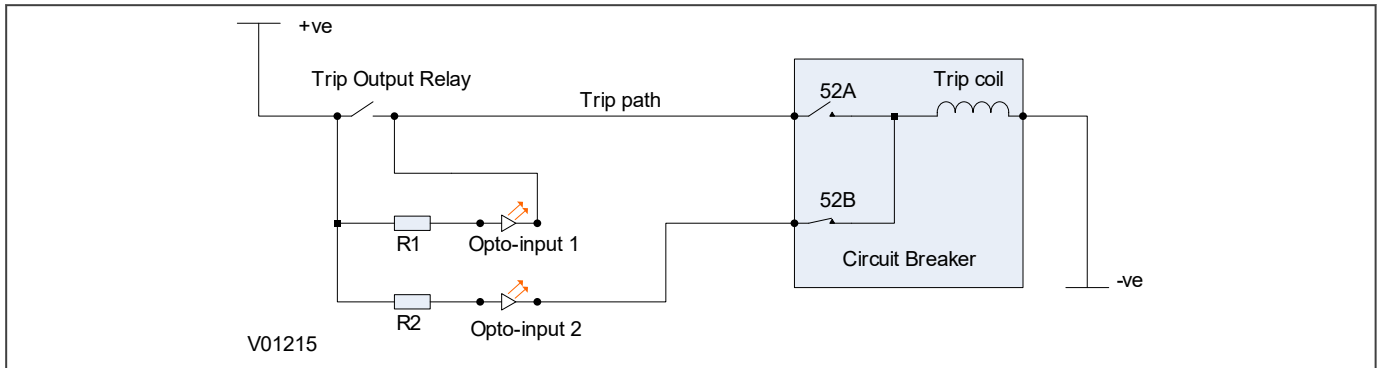 +ve
Trip Output Relay
Trip path
52A
Trip coil
52B
R1
Opto-input 1
Circuit Breaker
-ve
R2
Opto-input 2
V01215